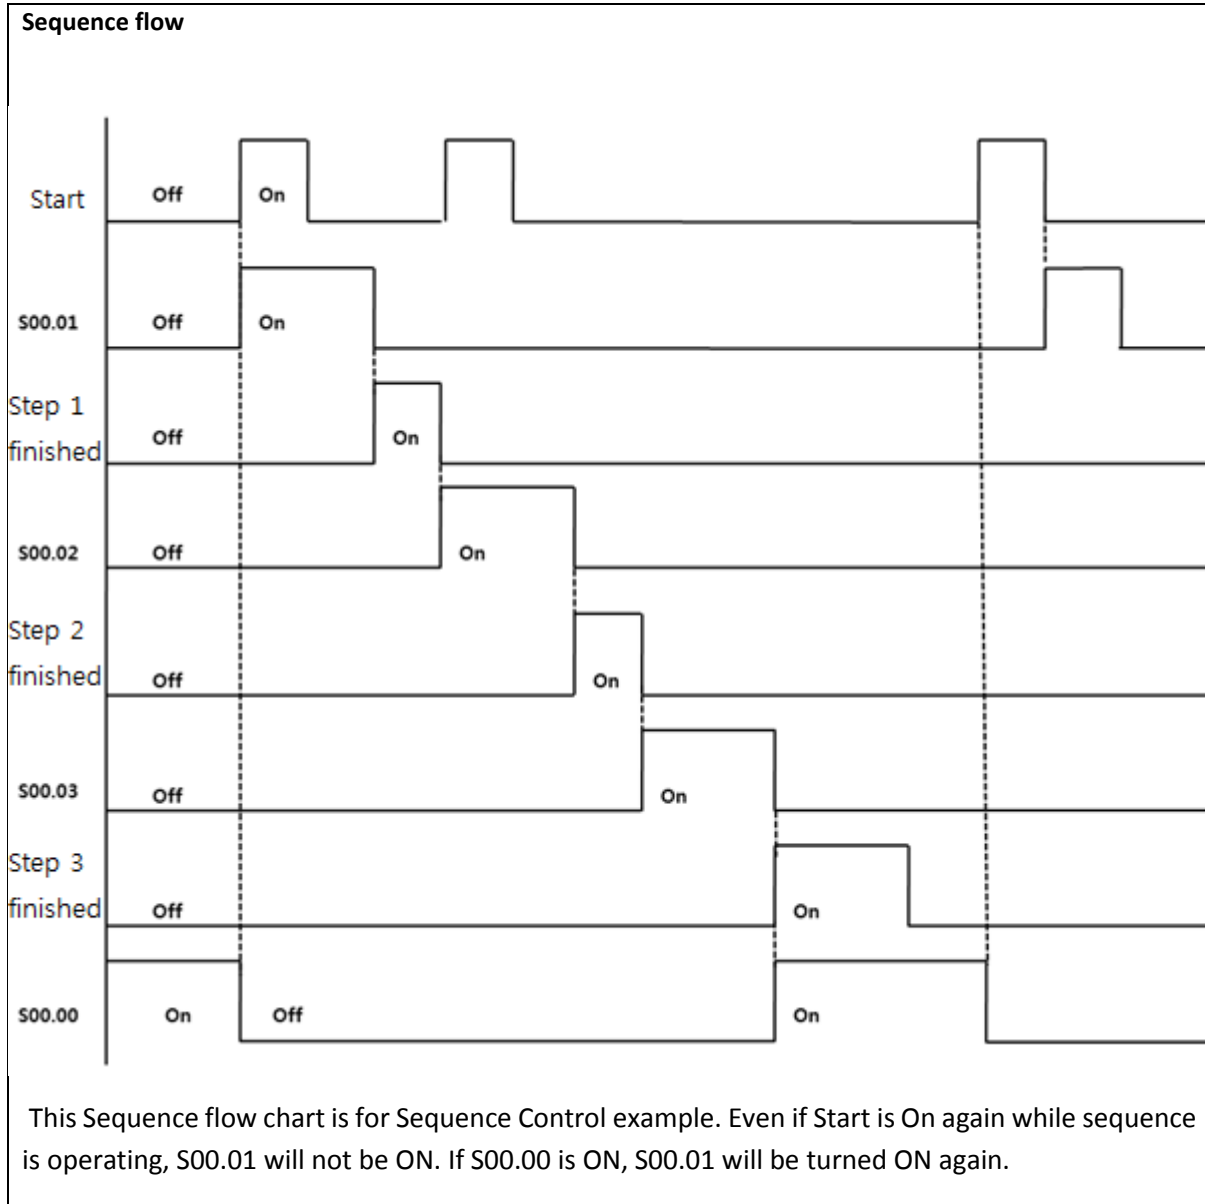 Sequence flow
Start Off On
S00.01 Off On
Step 1
finished Off On
S00.02 Off On
Step 2
finished Off On
S00.03 Off On
Step 3
finished Off On
S00.00 On Off On
This Sequence flow chart is for Sequence Control example. Even if Start is On again while sequence
is operating, S00.01 will not be ON. If S00.00 is ON, S00.01 will be turned ON again.